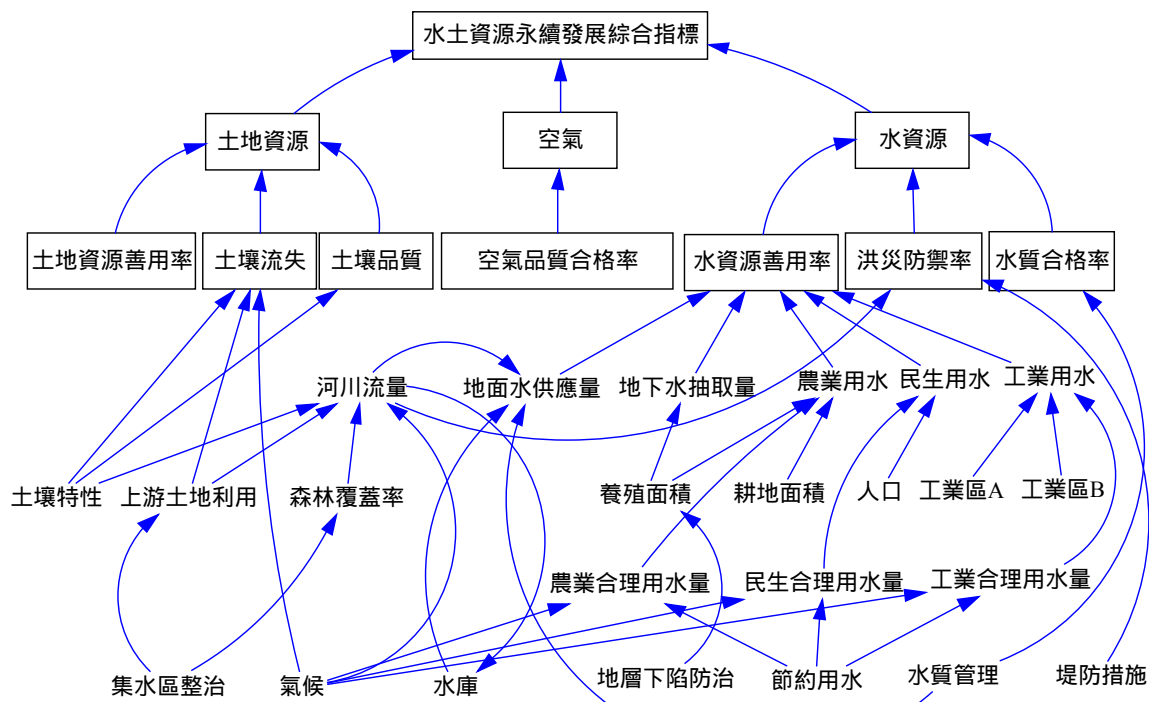 水土資源永續發展綜合指標
土地資源
空氣
水資源
土地資源善用率
土壤流失
土壤品質
空氣品質合格率
水資源善用率
洪災防禦率
水質合格率
河川流量
地面水供應量
地下水抽取量
農業用水
民生用水
工業用水
土壤特性
上游土地利用
森林覆蓋率
養殖面積
耕地面積
人口
工業區A
工業區B
農業合理用水量
民生合理用水量
工業合理用水量
集水區整治
氣候
水庫
地層下陷防治
節約用水
水質管理
堤防措施